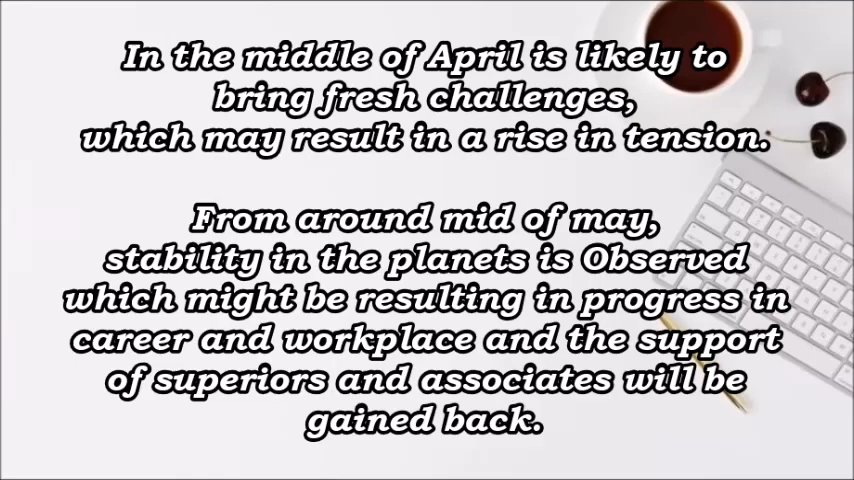 In the middle of April is likely to
bring fresh challenges,
which may result in a rise in tension.
From around mid of may,
stability in the planets is Observed
which might be resulting in progress in
career and workplace and the support
of superiors and associates will be
gained back.